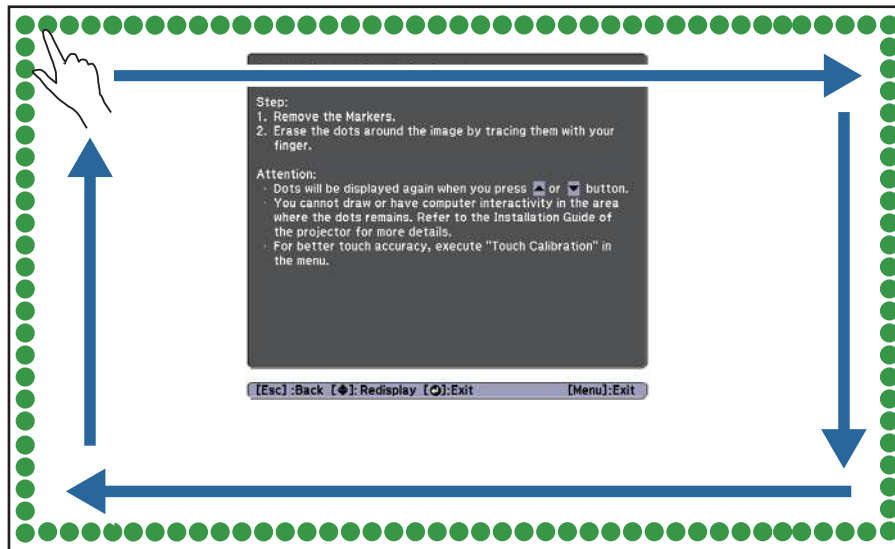 Step:
1. Remove the Markers.
2. Erase the dots around the image by tracing them with your
finger.
Attention:
· Dots will be displayed again when you press ▲ or ▼ button.
· You cannot draw or have computer interactivity in the area
where the dots remains. Refer to the Installation Guide of
the projector for more details.
· For better touch accuracy, execute "Touch Calibration" in
the menu.
[Esc] :Back [◆]: Redisplay [↵]:Exit [Menu]:Exit